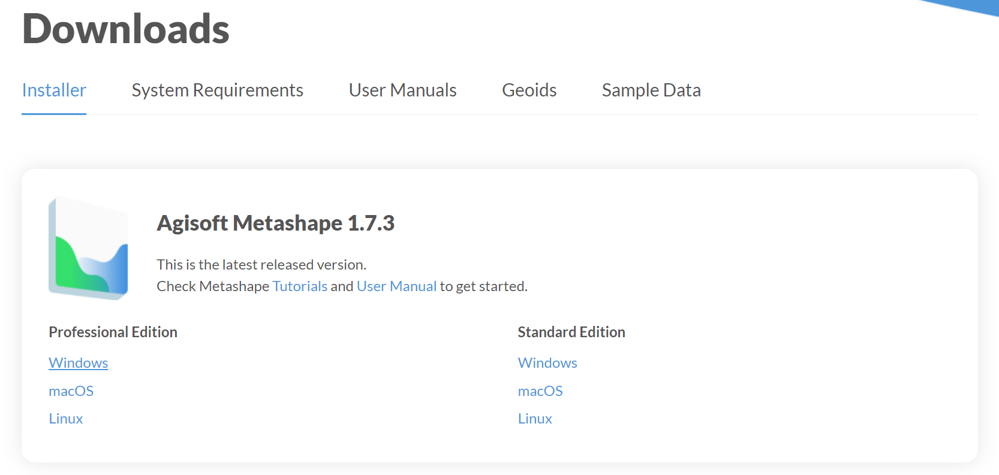 Downloads
Installer System Requirements User Manuals Geoids Sample Data
Agisoft Metashape 1.7.3
This is the latest released version.
Check Metashape Tutorials and User Manual to get started.
Professional Edition
Windows
macOS
Linux
Standard Edition
Windows
macOS
Linux